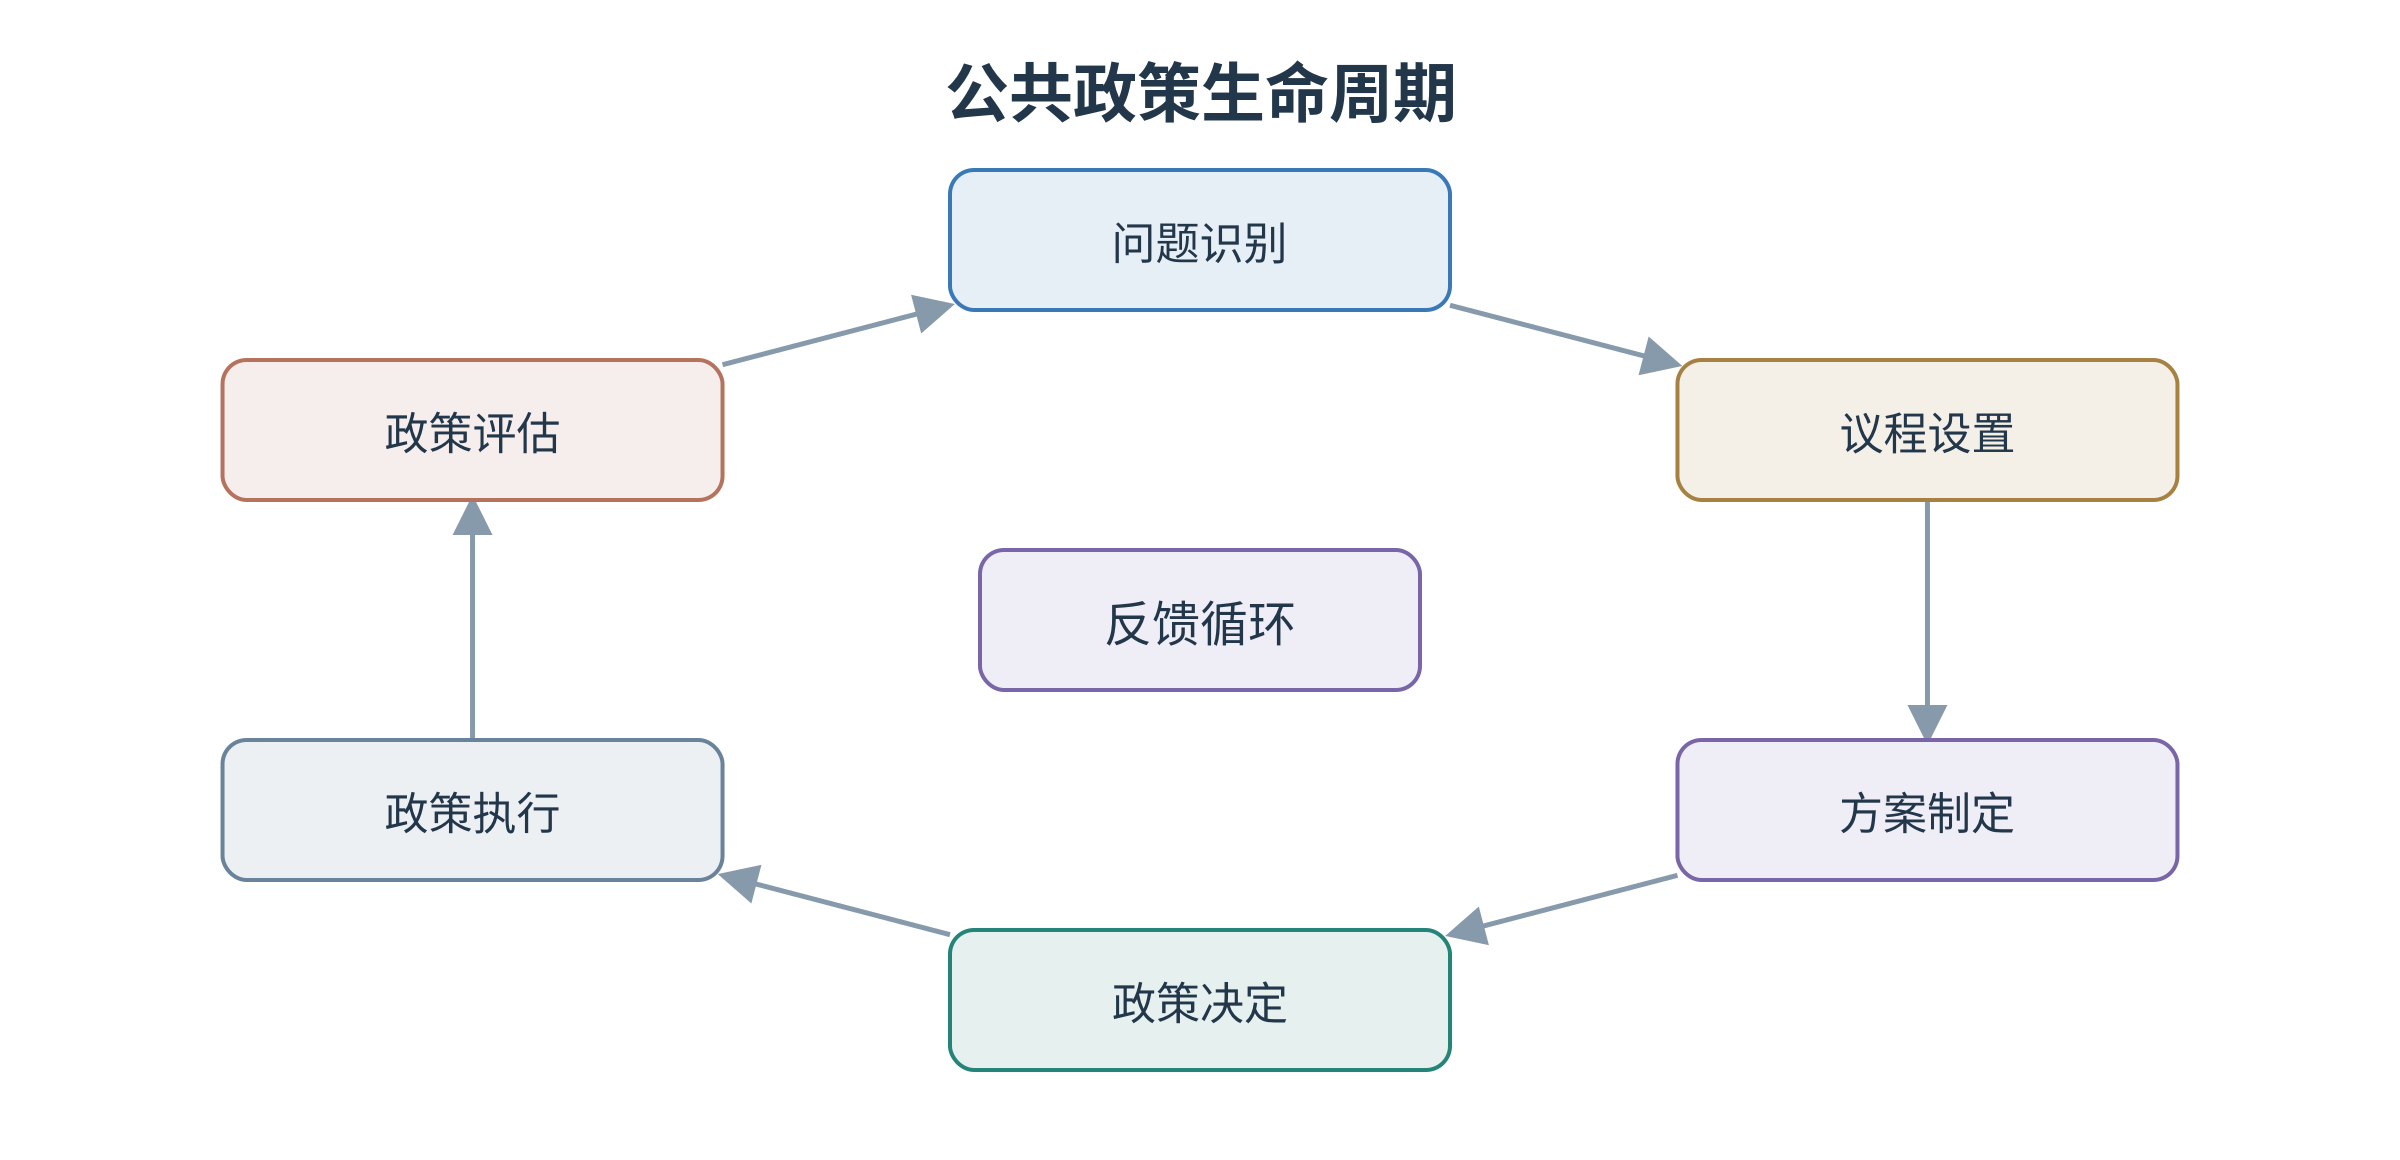 公共政策生命周期
问题识别
政策评估
议程设置
反馈循环
政策执行
方案制定
政策决定